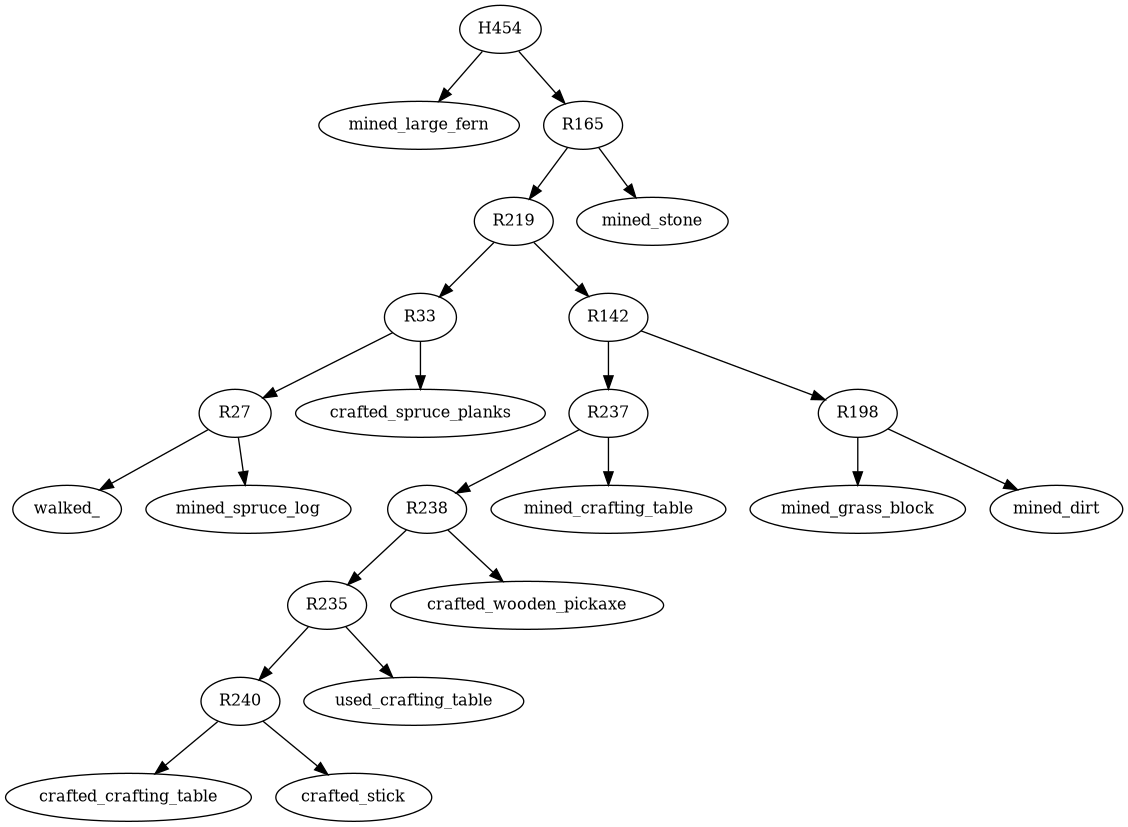 H454
mined_large_fern
R165
R219
mined_stone
R33
R142
R27
crafted_spruce_planks
R237
R198
walked_
mined_spruce_log
R238
mined_crafting_table
mined_grass_block
mined_dirt
R235
crafted_wooden_pickaxe
R240
used_crafting_table
crafted_crafting_table
crafted_stick